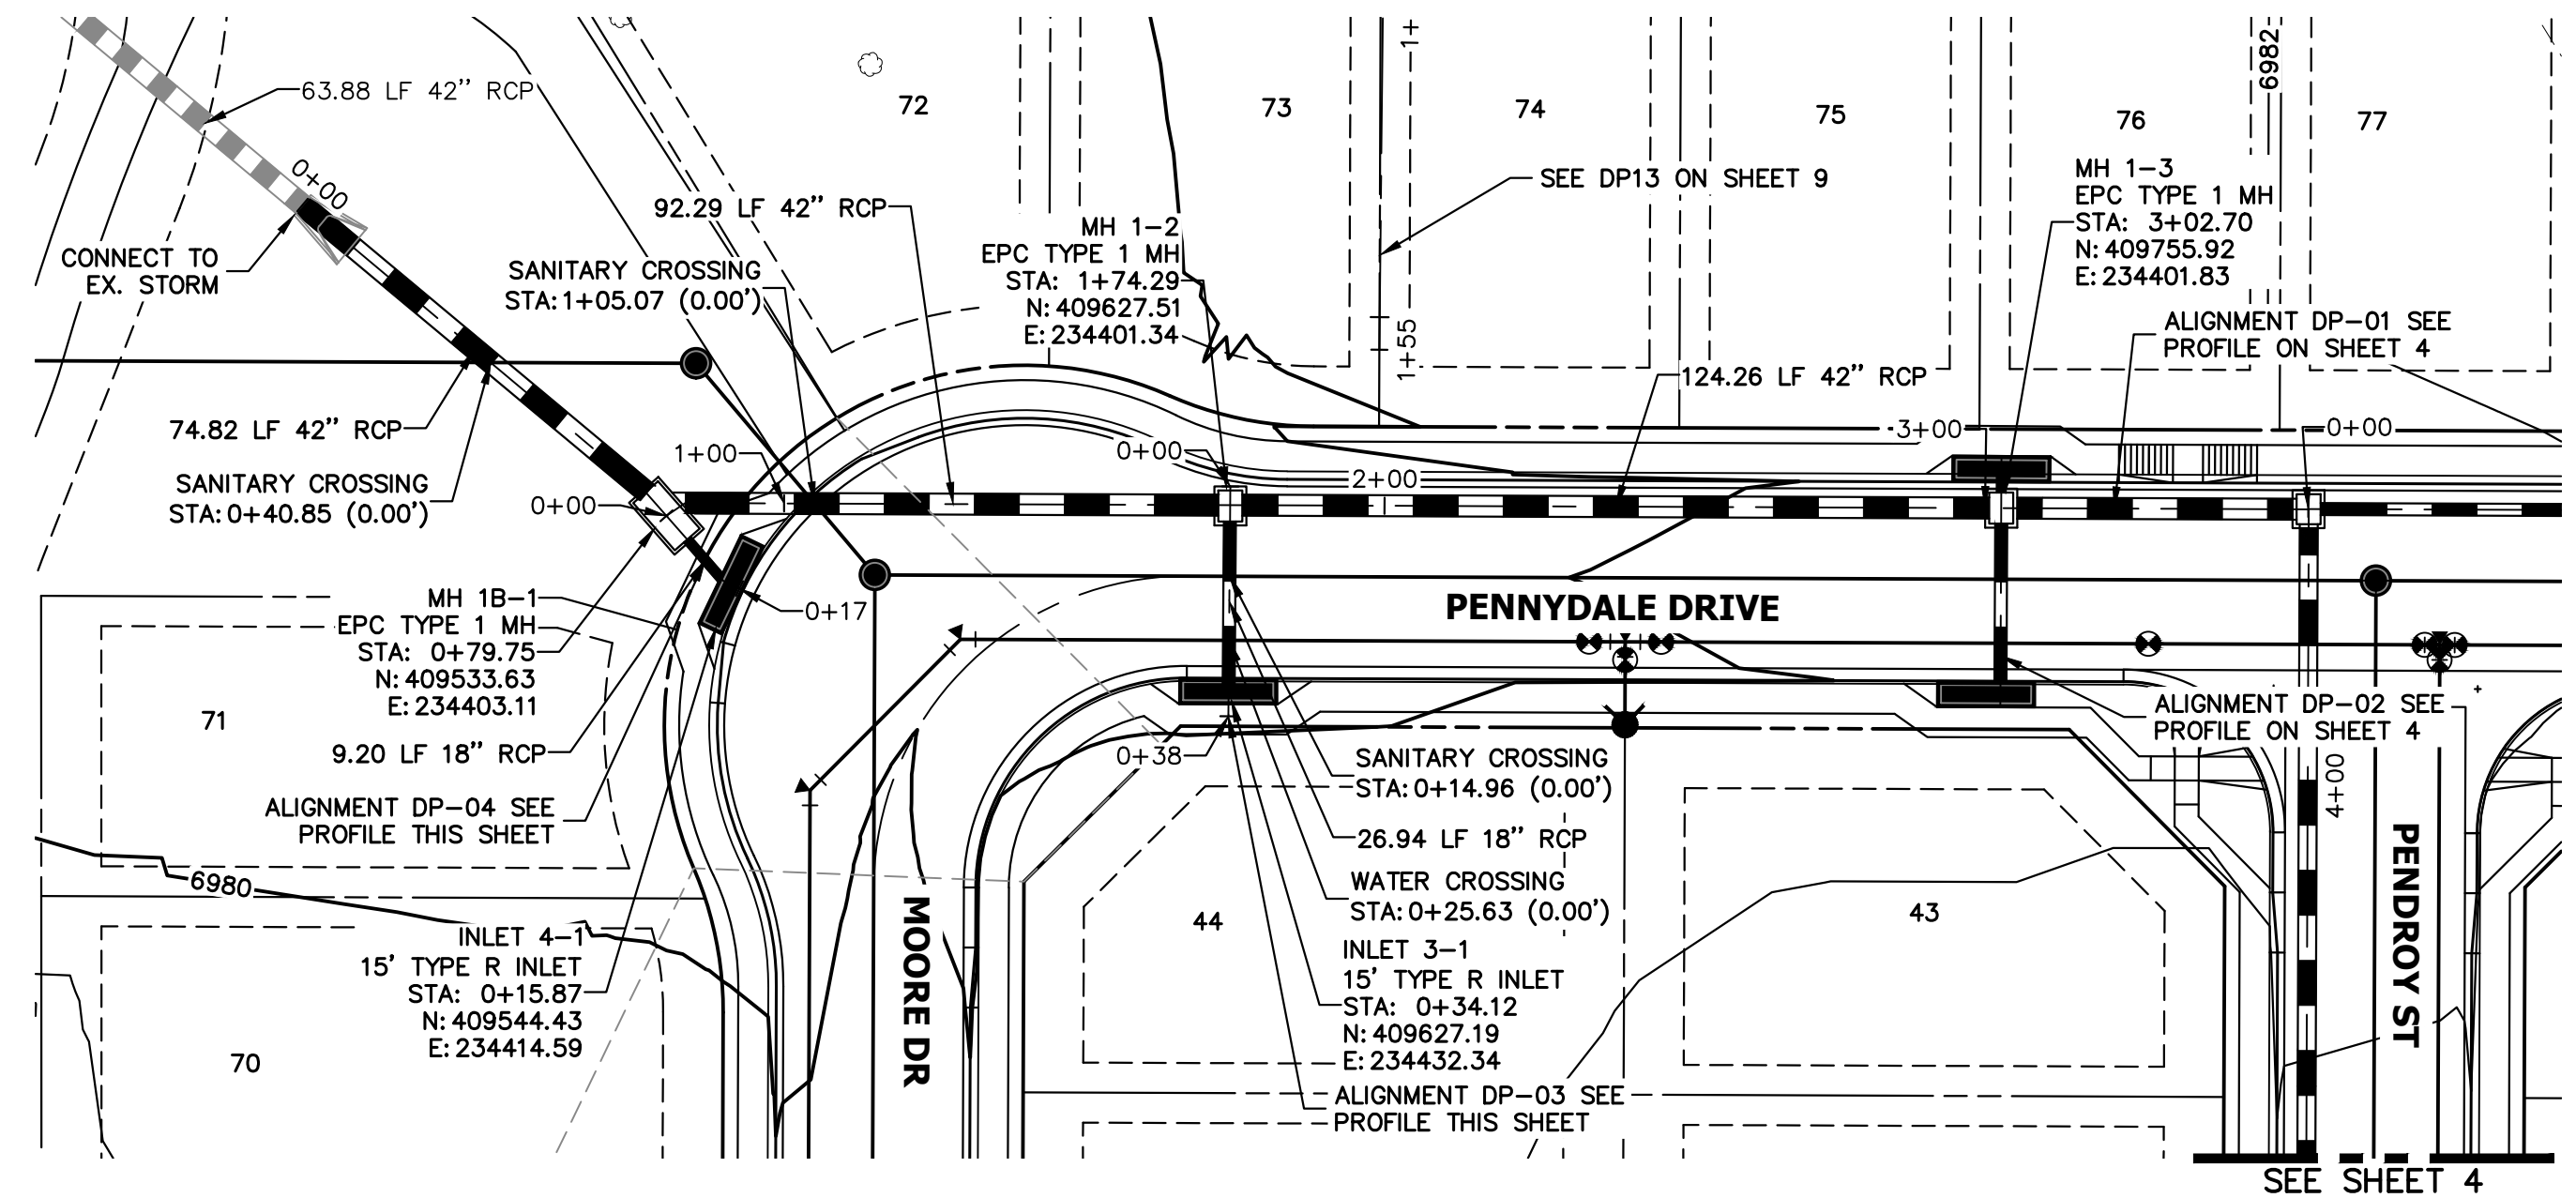 63.88 LF 42” RCP
0+00
CONNECT TO
EX. STORM
92.29 LF 42” RCP
SANITARY CROSSING
STA: 1+05.07 (0.00’)
72
73
74
75
76
77
1+
6982
SEE DP13 ON SHEET 9
MH 1-2
EPC TYPE 1 MH
STA: 1+74.29
N: 409627.51
E: 234401.34
1+55
MH 1-3
EPC TYPE 1 MH
STA: 3+02.70
N: 409755.92
E: 234401.83
ALIGNMENT DP-01 SEE
PROFILE ON SHEET 4
124.26 LF 42” RCP
74.82 LF 42” RCP
SANITARY CROSSING
STA: 0+40.85 (0.00’)
1+00
0+00
0+00
2+00
3+00
0+00
0+17
MH 1B-1
EPC TYPE 1 MH
STA: 0+79.75
N: 409533.63
E: 234403.11
PENNYDALE DRIVE
71
9.20 LF 18” RCP
ALIGNMENT DP-04 SEE
PROFILE THIS SHEET
0+38
SANITARY CROSSING
STA: 0+14.96 (0.00’)
26.94 LF 18” RCP
WATER CROSSING
STA: 0+25.63 (0.00’)
ALIGNMENT DP-02 SEE
PROFILE ON SHEET 4
4+00
PENDROY ST
6980
MOORE DR
44
43
INLET 4-1
15’ TYPE R INLET
STA: 0+15.87
N: 409544.43
E: 234414.59
70
INLET 3-1
15’ TYPE R INLET
STA: 0+34.12
N: 409627.19
E: 234432.34
ALIGNMENT DP-03 SEE
PROFILE THIS SHEET
SEE SHEET 4